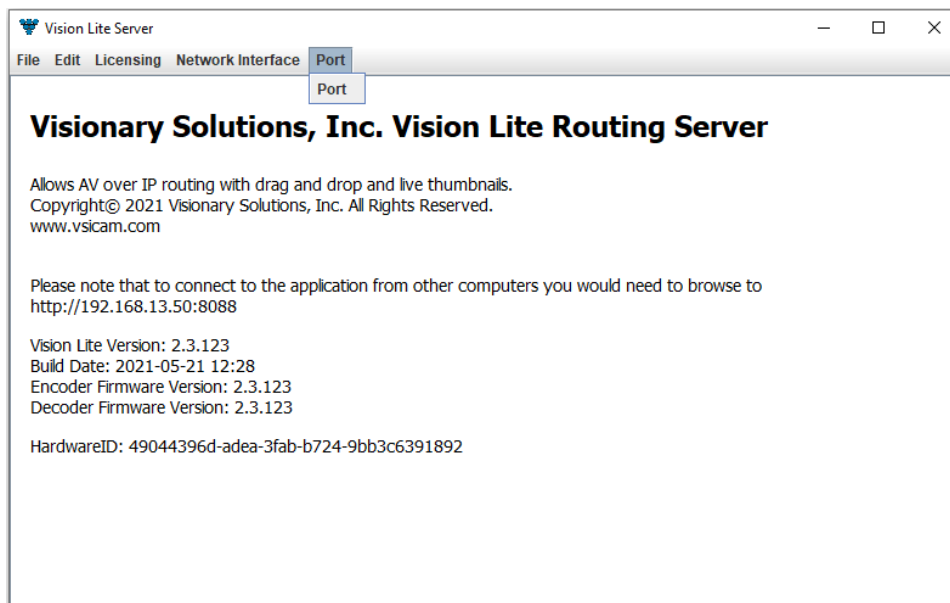 Vision Lite Server
File Edit Licensing Network Interface Port
Port
Visionary Solutions, Inc. Vision Lite Routing Server
Allows AV over IP routing with drag and drop and live thumbnails.
Copyright© 2021 Visionary Solutions, Inc. All Rights Reserved.
www.vsicam.com
Please note that to connect to the application from other computers you would need to browse to
http://192.168.13.50:8088
Vision Lite Version: 2.3.123
Build Date: 2021-05-21 12:28
Encoder Firmware Version: 2.3.123
Decoder Firmware Version: 2.3.123
HardwareID: 49044396d-adea-3fab-b724-9bb3c6391892